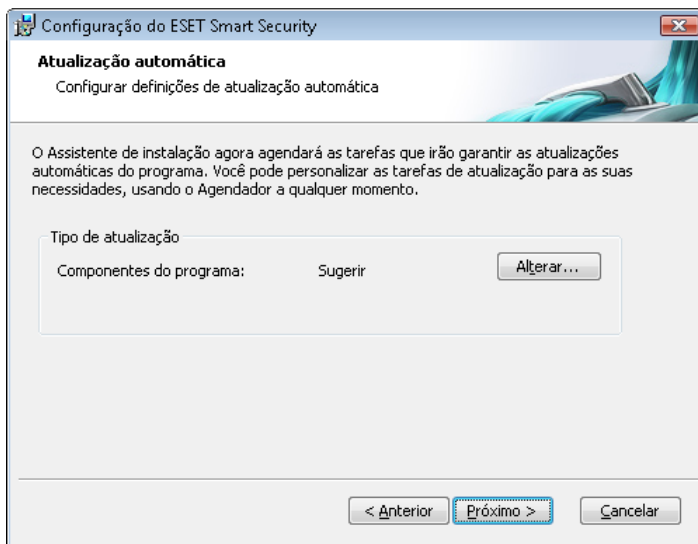 Configuração do ESET Smart Security
Atualização automática
Configurar definições de atualização automática
O Assistente de instalação agora agendará as tarefas que irão garantir as atualizações
automáticas do programa. Você pode personalizar as tarefas de atualização para as suas
necessidades, usando o Agendador a qualquer momento.
Tipo de atualização
Componentes do programa: Sugerir Alterar...
< Anterior Próximo > Cancelar